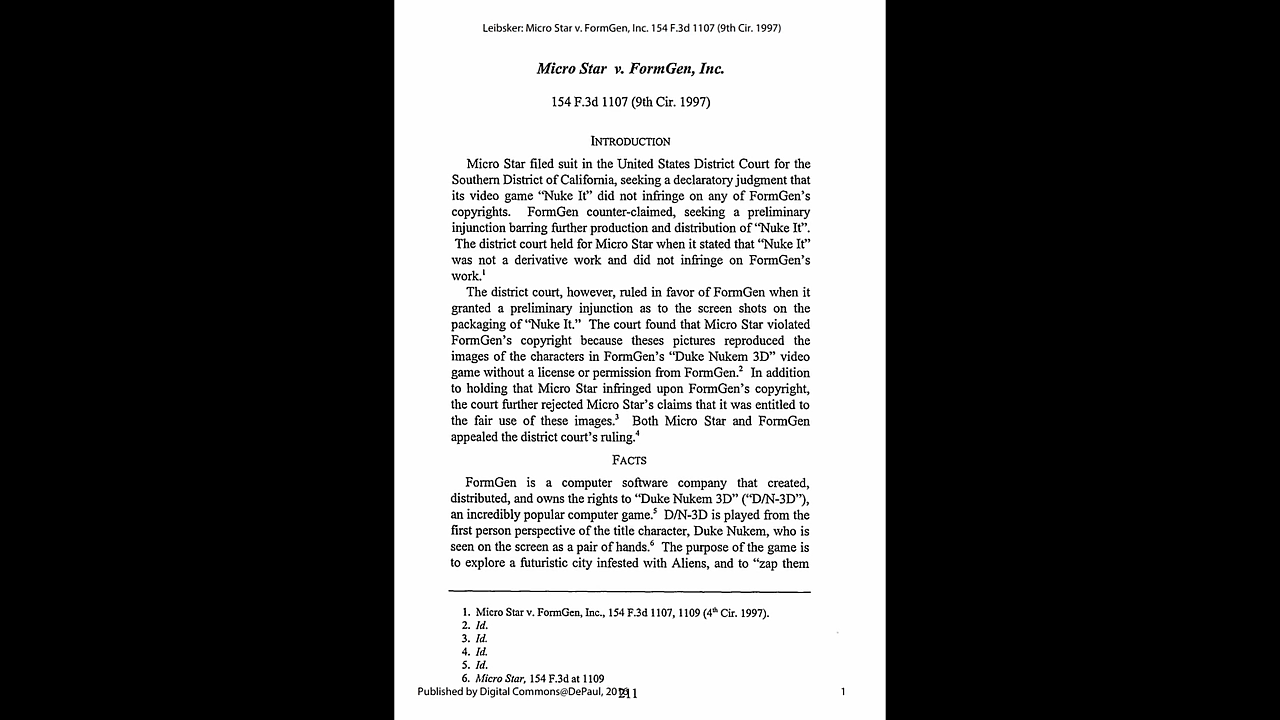 Leibsker: Micro Star v. FormGen, Inc. 154 F.3d 1107 (9th Cir. 1997)
Micro Star v. FormGen, Inc.
154 F.3d 1107 (9th Cir. 1997)
INTRODUCTION
Micro Star filed suit in the United States District Court for the
Southern District of California, seeking a declaratory judgment that
its video game “Nuke It” did not infringe on any of FormGen’s
copyrights. FormGen counter-claimed, seeking a preliminary
injunction barring further production and distribution of “Nuke It”.
The district court held for Micro Star when it stated that “Nuke It”
was not a derivative work and did not infringe on FormGen’s
work.¹
The district court, however, ruled in favor of FormGen when it
granted a preliminary injunction as to the screen shots on the
packaging of “Nuke It.” The court found that Micro Star violated
FormGen’s copyright because theses pictures reproduced the
images of the characters in FormGen’s “Duke Nukem 3D” video
game without a license or permission from FormGen.² In addition
to holding that Micro Star infringed upon FormGen’s copyright,
the court further rejected Micro Star’s claims that it was entitled to
the fair use of these images.³ Both Micro Star and FormGen
appealed the district court’s ruling.⁴
FACTS
FormGen is a computer software company that created,
distributed, and owns the rights to “Duke Nukem 3D” (“D/N-3D”),
an incredibly popular computer game.⁵ D/N-3D is played from the
first person perspective of the title character, Duke Nukem, who is
seen on the screen as a pair of hands.⁶ The purpose of the game is
to explore a futuristic city infested with Aliens, and to “zap them
1. Micro Star v. FormGen, Inc., 154 F.3d 1107, 1109 (4th Cir. 1997).
2. Id.
3. Id.
4. Id.
5. Id.
6. Micro Star, 154 F.3d at 1109
211
Published by Digital Commons@DePaul, 1